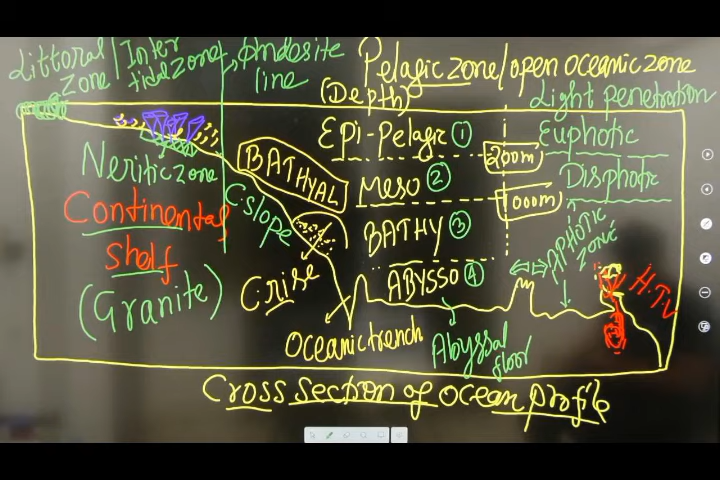 Littoral Zone / Inter tidal zone
Andesite line
Pelagic zone/open oceanic zone
(Depth)
Light penetration
Epi-Pelagic 1
200m
Euphotic
Meso 2
1000m
Disphotic
BATHY 3
APHOTIC ZONE
ABYSSO 4
BATHYAL
Neritic zone
Continental
Shelf
(Granite)
C.slope
C.rise
Oceanic trench
Abyssal floor
H.T.V
Cross section of Ocean profile